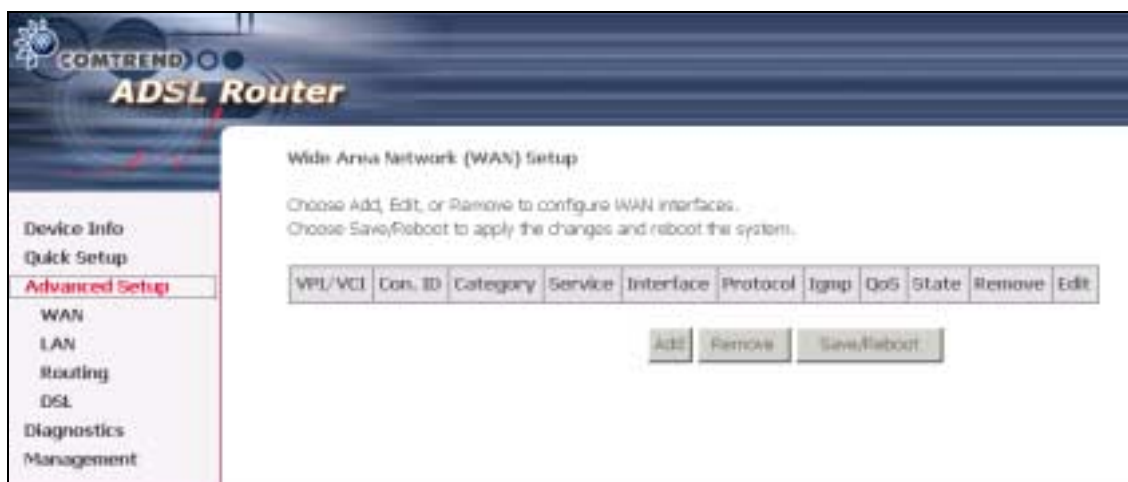 COMTREND
ADSL Router
Wide Area Network (WAN) Setup
Choose Add, Edit, or Remove to configure WAN interfaces.
Choose Save/Reboot to apply the changes and reboot the system.
VPI/VCI Con. ID Category Service Interface Protocol Igmp QoS State Remove Edit
Add Remove Save/Reboot
Device Info
Quick Setup
Advanced Setup
WAN
LAN
Routing
DSL
Diagnostics
Management